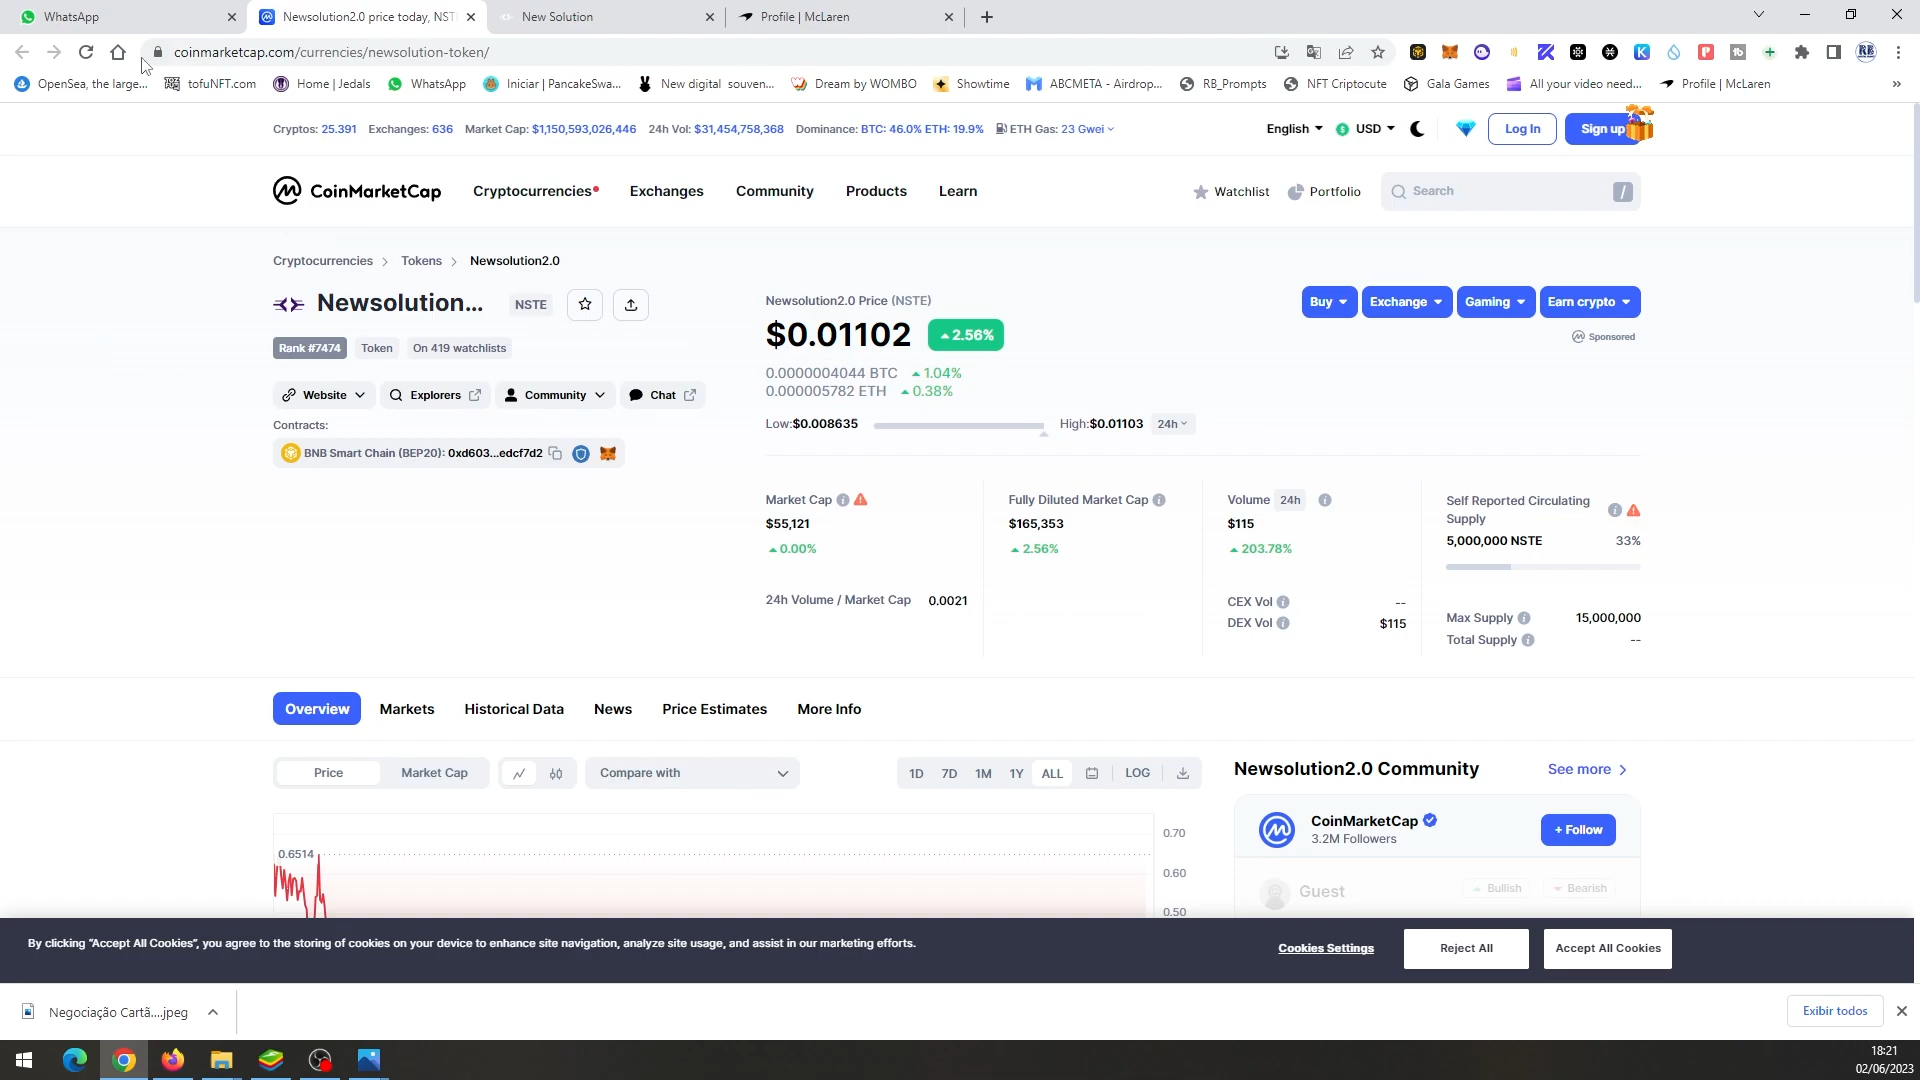 WhatsApp
Newsolution2.0 price today, NST
New Solution
Profile | McLaren
coinmarketcap.com/currencies/newsolution-token/
OpenSea, the large... tofuNFT.com Home | Jedals WhatsApp Iniciar | PancakeSwa... New digital souven... Dream by WOMBO Showtime ABCMETA - Airdrop... RB_Prompts NFT Criptocute Gala Games All your video need... Profile | McLaren »
Cryptos: 25.391 Exchanges: 636 Market Cap: $1,150,593,026,446 24h Vol: $31,454,758,368 Dominance: BTC: 46.0% ETH: 19.9% ETH Gas: 23 Gwei
English USD Log In Sign up
CoinMarketCap Cryptocurrencies Exchanges Community Products Learn Watchlist Portfolio Search /
Cryptocurrencies > Tokens > Newsolution2.0
Newsolution... NSTE
Rank #7474 Token On 419 watchlists
Website Explorers Community Chat
Contracts:
BNB Smart Chain (BEP20): 0xd603...edcf7d2
Newsolution2.0 Price (NSTE)
$0.01102 2.56%
0.0000004044 BTC 1.04%
0.000005782 ETH 0.38%
Low:$0.008635 High:$0.01103 24h
Buy Exchange Gaming Earn crypto
Sponsored
Market Cap
$55,121
0.00%
24h Volume / Market Cap 0.0021
Fully Diluted Market Cap
$165,353
2.56%
Volume 24h
$115
203.78%
CEX Vol --
DEX Vol $115
Self Reported Circulating
Supply
5,000,000 NSTE 33%
Max Supply 15,000,000
Total Supply --
Overview Markets Historical Data News Price Estimates More Info
Price Market Cap Compare with 1D 7D 1M 1Y ALL LOG
0.6514
0.70
0.60
0.50
Newsolution2.0 Community See more >
CoinMarketCap
3.2M Followers
+ Follow
Guest Bullish Bearish
By clicking “Accept All Cookies”, you agree to the storing of cookies on your device to enhance site navigation, analyze site usage, and assist in our marketing efforts.
Cookies Settings Reject All Accept All Cookies
Negociação Cartã....jpeg
Exibir todos
18:21
02/06/2023